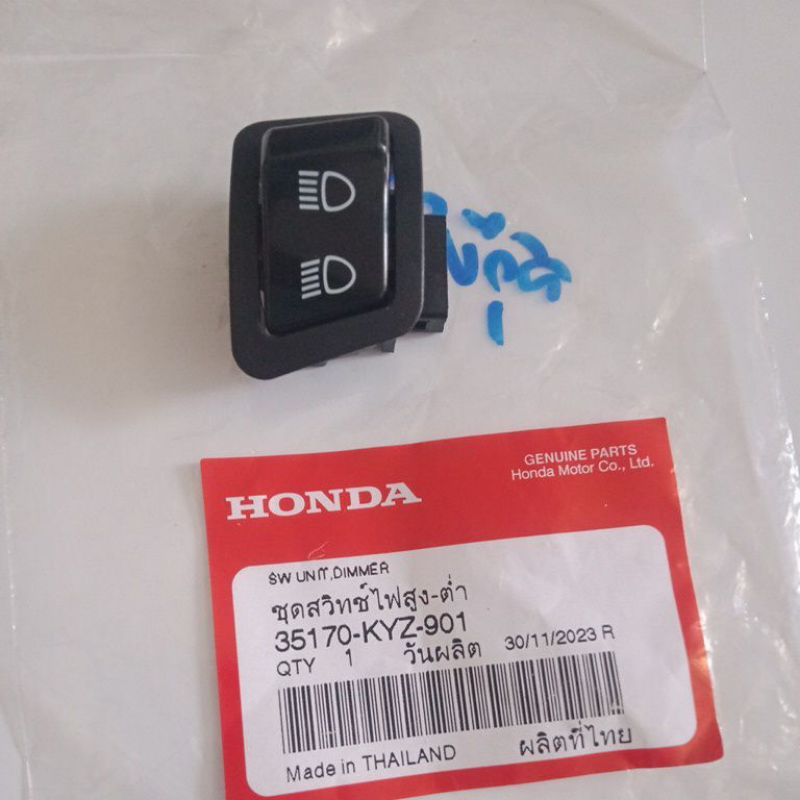 HONDA
GENUINE PARTS
Honda Motor Co., Ltd.
SW UNIT,DIMMER
ชุดสวิทช์ไฟสูง-ต่ำ
35170-KYZ-901
QTY 1 วันผลิต 30/11/2023 R
Made in THAILAND ผลิตที่ไทย